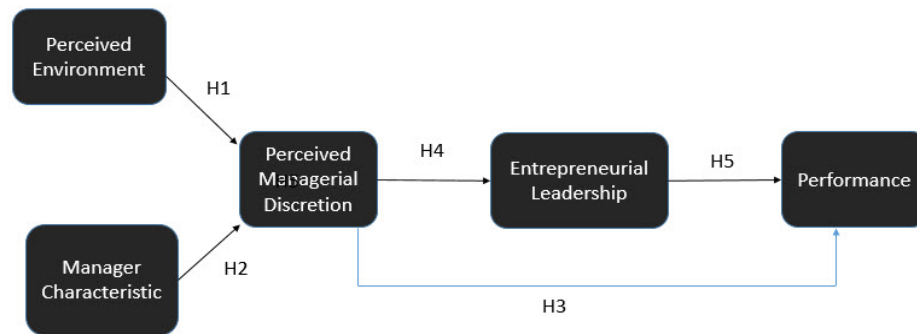 Perceived
Environment
H1
Perceived
Managerial
Discretion
H4
Entrepreneurial
Leadership
H5
Performance
Manager
Characteristic
H2
H3